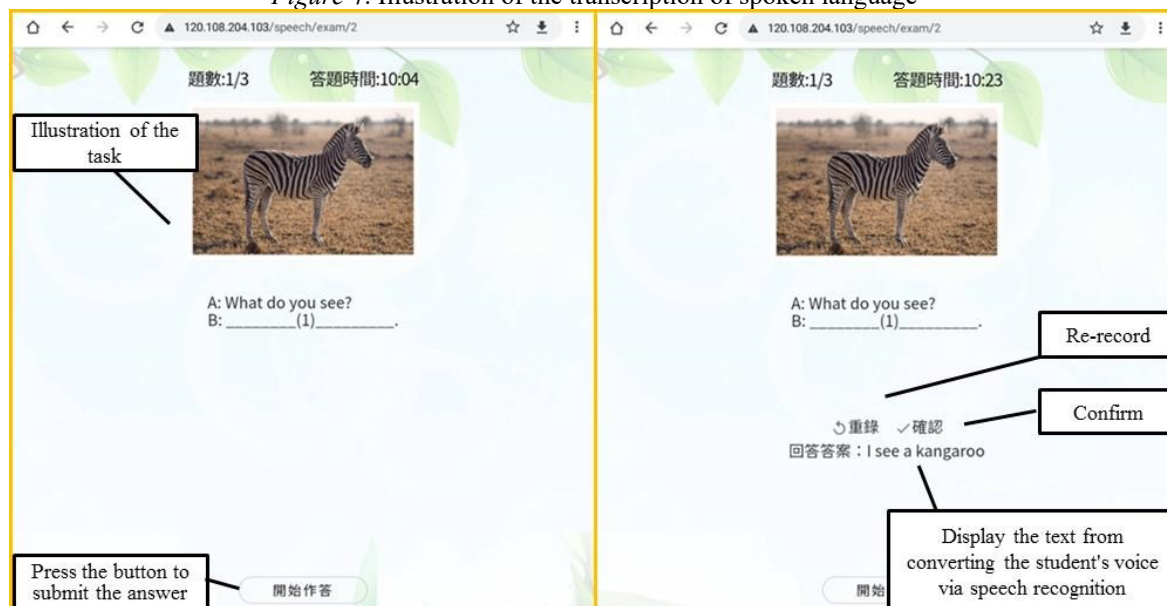 Figure 4. Illustration of the transcription of spoken language
120.108.204.103/speech/exam/2
題數:1/3 答題時間:10:04
Illustration of the
task
A: What do you see?
B: ________(1)_________.
Press the button to
submit the answer
開始作答
120.108.204.103/speech/exam/2
題數:1/3 答題時間:10:23
A: What do you see?
B: ________(1)_________.
Re-record
Confirm
重錄 確認
回答答案：I see a kangaroo
Display the text from
converting the student's voice
via speech recognition
開始